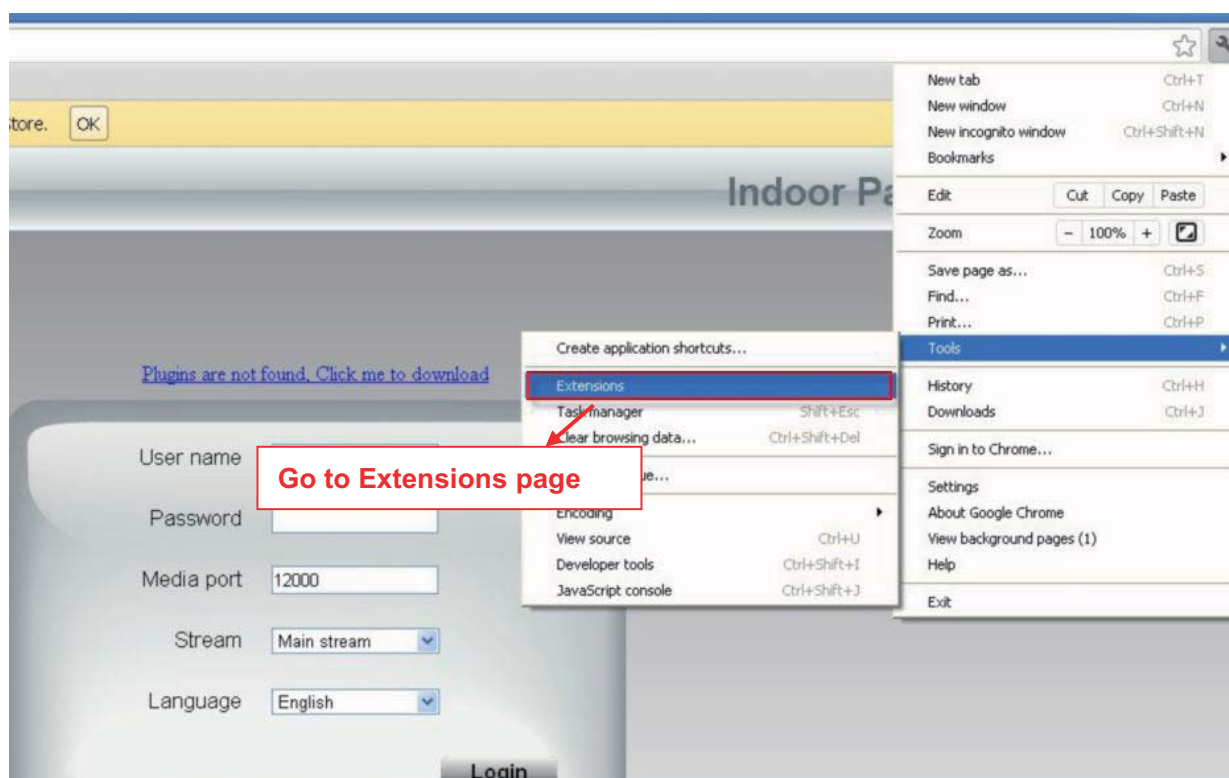 tore. OK
Indoor Pa
Plugins are not found, Click me to download
User name
Password
Media port 12000
Stream Main stream
Language English
Login
New tab Ctrl+T
New window Ctrl+N
New incognito window Ctrl+Shift+N
Bookmarks
Edit Cut Copy Paste
Zoom - 100% +
Save page as... Ctrl+S
Find... Ctrl+F
Print... Ctrl+P
Tools
History Ctrl+H
Downloads Ctrl+J
Sign in to Chrome...
Settings
About Google Chrome
View background pages (1)
Help
Exit
Create application shortcuts...
Extensions
Task manager Shift+Esc
Clear browsing data... Ctrl+Shift+Del
ue...
Encoding
View source Ctrl+U
Developer tools Ctrl+Shift+I
JavaScript console Ctrl+Shift+J
Go to Extensions page